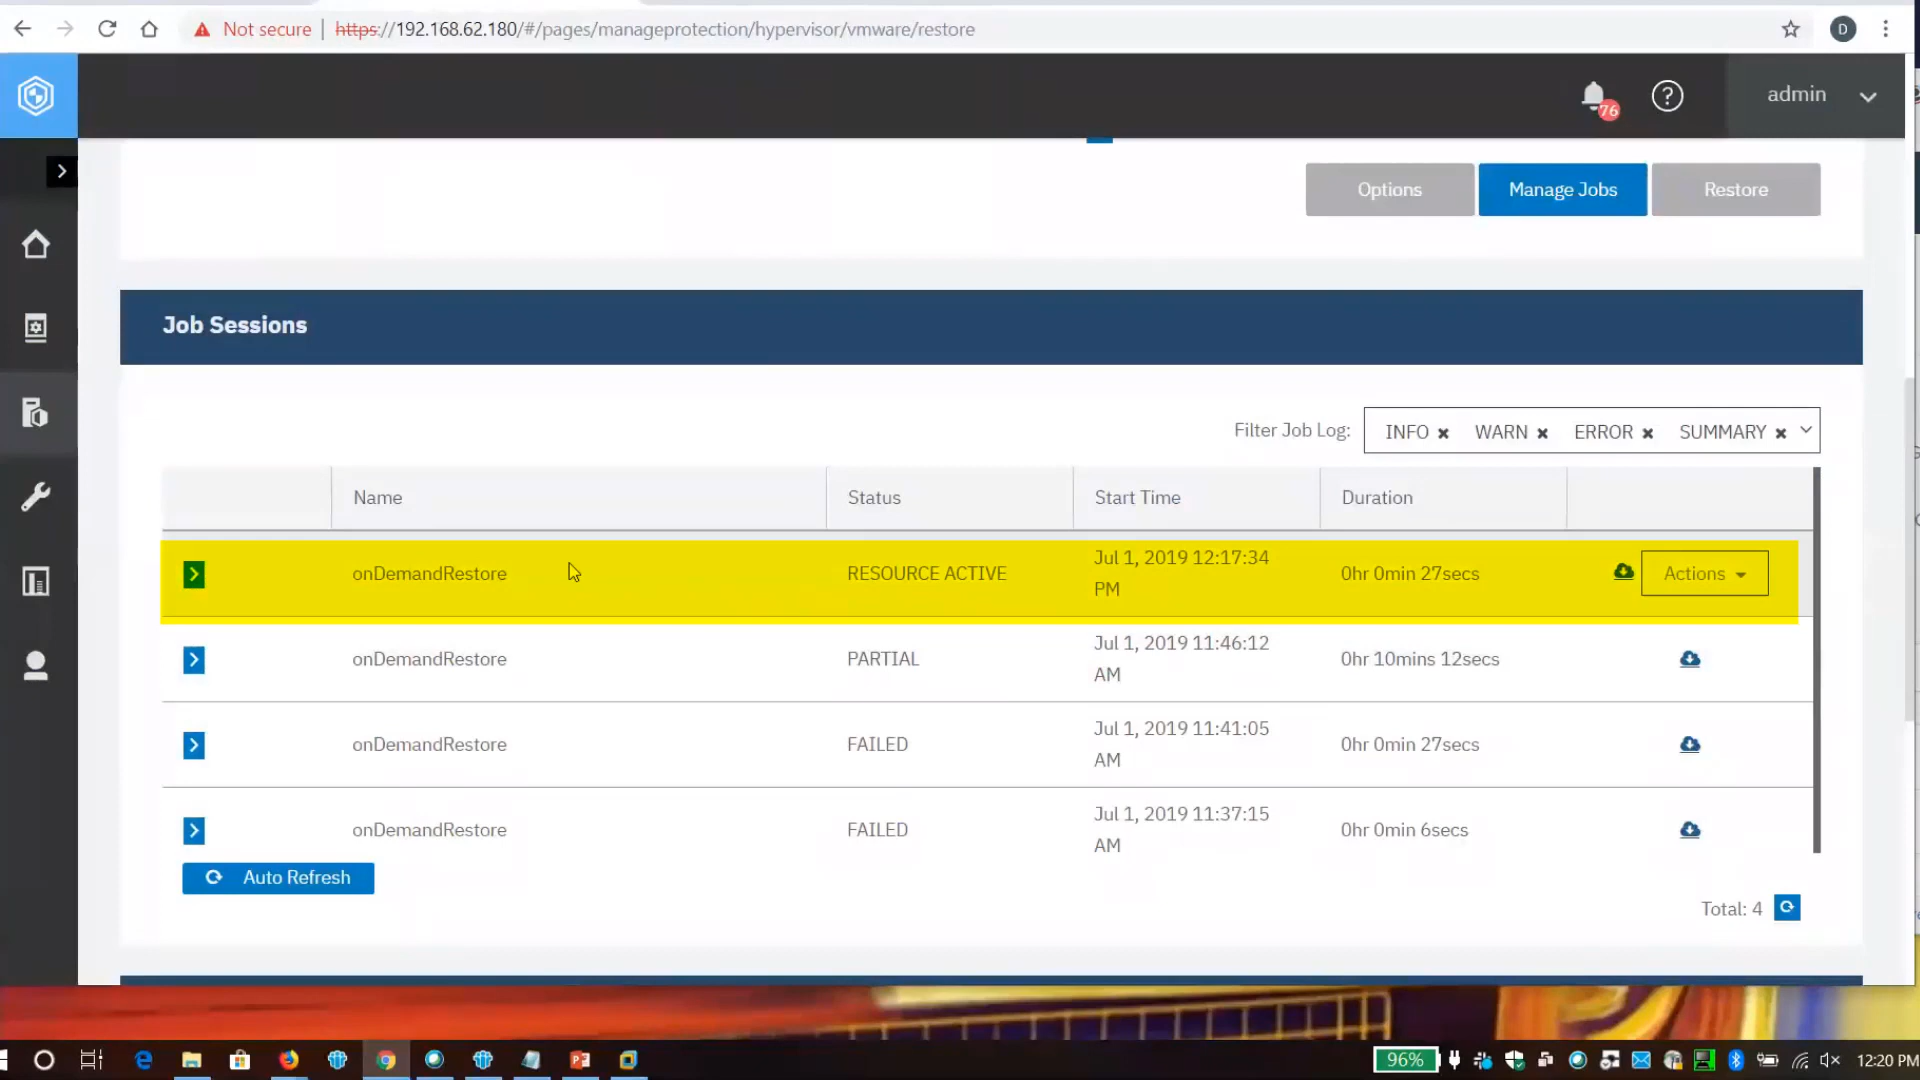 Not secure | https://192.168.62.180/#/pages/manageprotection/hypervisor/vmware/restore
D
76
?
admin
Options Manage Jobs Restore
Job Sessions
Filter Job Log: INFO × WARN × ERROR × SUMMARY ×
Name Status Start Time Duration
onDemandRestore RESOURCE ACTIVE Jul 1, 2019 12:17:34 PM 0hr 0min 27secs Actions
onDemandRestore PARTIAL Jul 1, 2019 11:46:12 AM 0hr 10mins 12secs
onDemandRestore FAILED Jul 1, 2019 11:41:05 AM 0hr 0min 27secs
onDemandRestore FAILED Jul 1, 2019 11:37:15 AM 0hr 0min 6secs
Auto Refresh
Total: 4
96% 12:20 PM